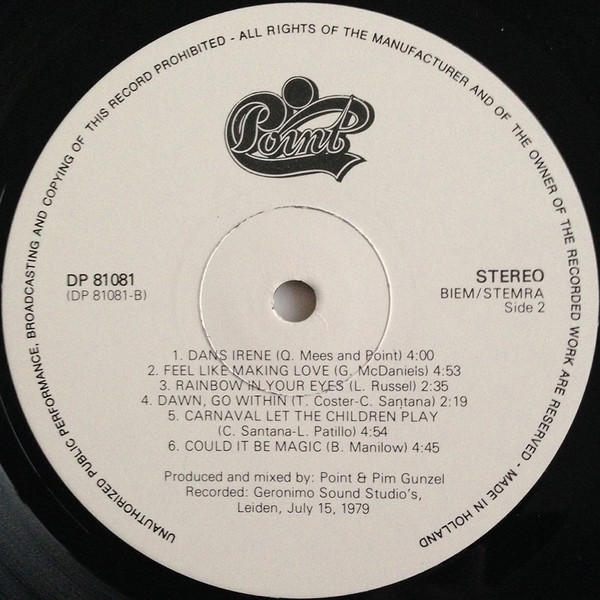 UNAUTHORIZED PUBLIC PERFORMANCE, BROADCASTING AND COPYING OF THIS RECORD PROHIBITED - ALL RIGHTS OF THE MANUFACTURER AND OF THE OWNER OF THE RECORDED WORK ARE RESERVED - MADE IN HOLLAND
Point
DP 81081
(DP 81081-B)
STEREO
BIEM/STEMRA
Side 2
1. DANS IRENE (Q. Mees and Point) 4:00
2. FEEL LIKE MAKING LOVE (G. McDaniels) 4:53
3. RAINBOW IN YOUR EYES (L. Russel) 2:35
4. DAWN, GO WITHIN (T. Coster-C. Santana) 2:19
5. CARNAVAL LET THE CHILDREN PLAY
(C. Santana-L. Patillo) 4:54
6. COULD IT BE MAGIC (B. Manilow) 4:45
Produced and mixed by: Point & Pim Gunzel
Recorded: Geronimo Sound Studio's,
Leiden, July 15, 1979